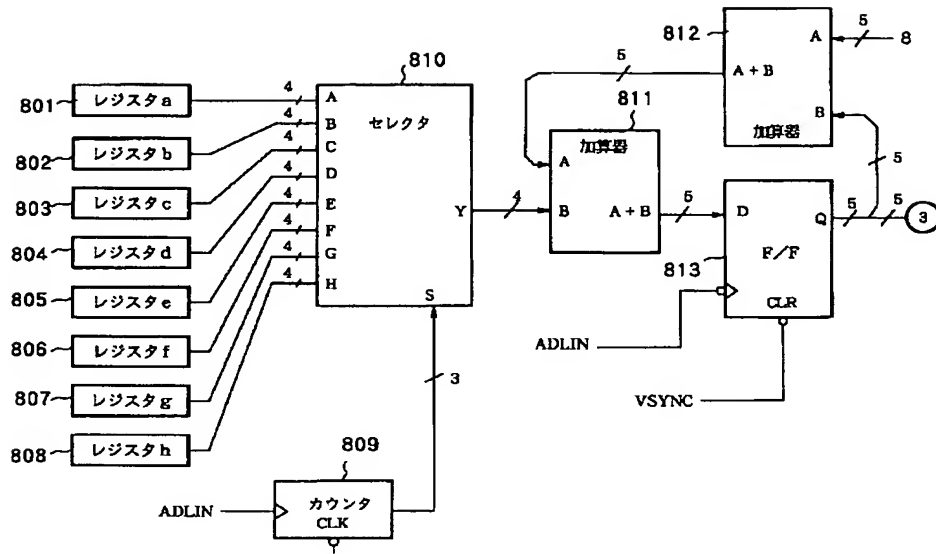 801 レジスタa 4 A
802 レジスタb 4 B
803 レジスタc 4 C
804 レジスタd 4 D
805 レジスタe 4 E
806 レジスタf 4 F
807 レジスタg 4 G
808 レジスタh 4 H
810
セレクタ
Y
S
4
3
811
加算器
A
B
A+B
5
812
A
A+B
B
加算器
5
8
5
5
813
D
Q
F/F
CLR
5
5
3
ADLIN
VSYNC
809
ADLIN
カウンタ
CLK